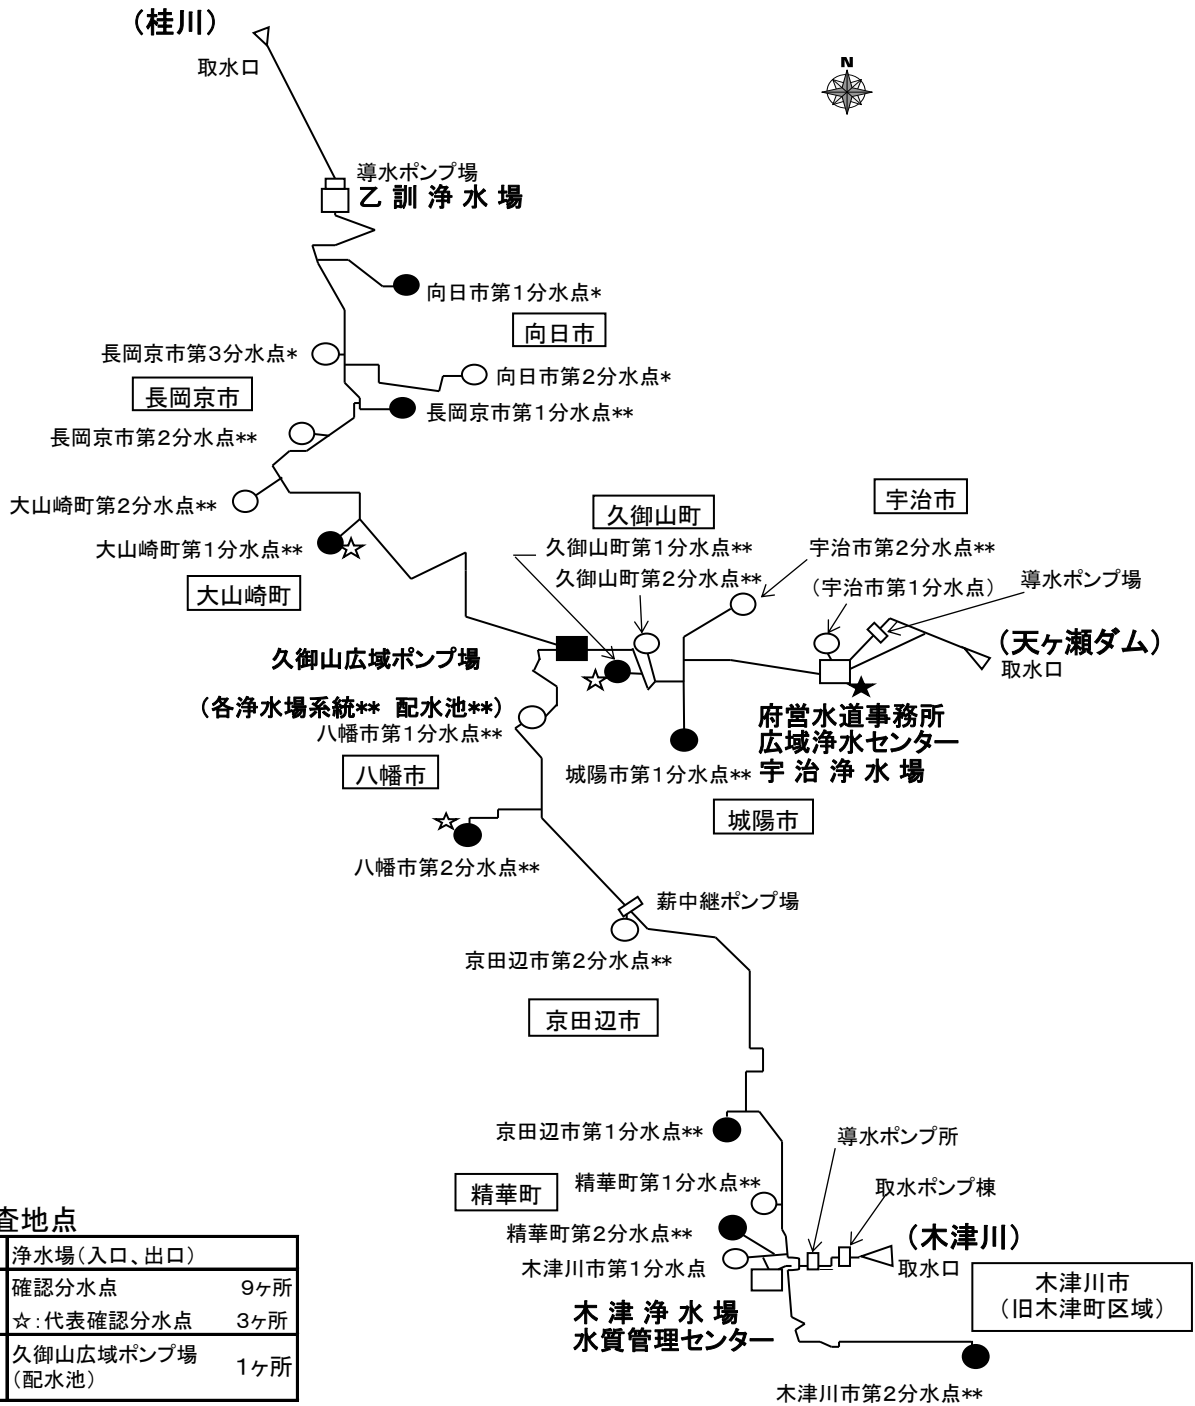 （桂川）
取水口
N
導水ポンプ場
乙 訓 浄 水 場
向日市第1分水点*
向日市
長岡京市第3分水点*
向日市第2分水点*
長岡京市
長岡京市第1分水点**
長岡京市第2分水点**
大山崎町第2分水点**
大山崎町第1分水点**
大山崎町
久御山町
宇治市
久御山町第1分水点**
宇治市第2分水点**
久御山町第2分水点**
（宇治市第1分水点）
導水ポンプ場
（天ヶ瀬ダム）
取水口
久御山広域ポンプ場
（各浄水場系統** 配水池**）
八幡市第1分水点**
八幡市
府営水道事務所
広域浄水センター
宇 治 浄 水 場
城陽市第1分水点**
城陽市
八幡市第2分水点**
薪中継ポンプ場
京田辺市第2分水点**
京田辺市
京田辺市第1分水点**
導水ポンプ所
精華町
精華町第1分水点**
取水ポンプ棟
精華町第2分水点**
（木津川）
木津川市第1分水点
取水口
木津川市
（旧木津町区域）
木 津 浄 水 場
水質管理センター
木津川市第2分水点**
査地点
浄水場（入口、出口）
確認分水点 9ヶ所
☆：代表確認分水点 3ヶ所
久御山広域ポンプ場
（配水池） 1ヶ所